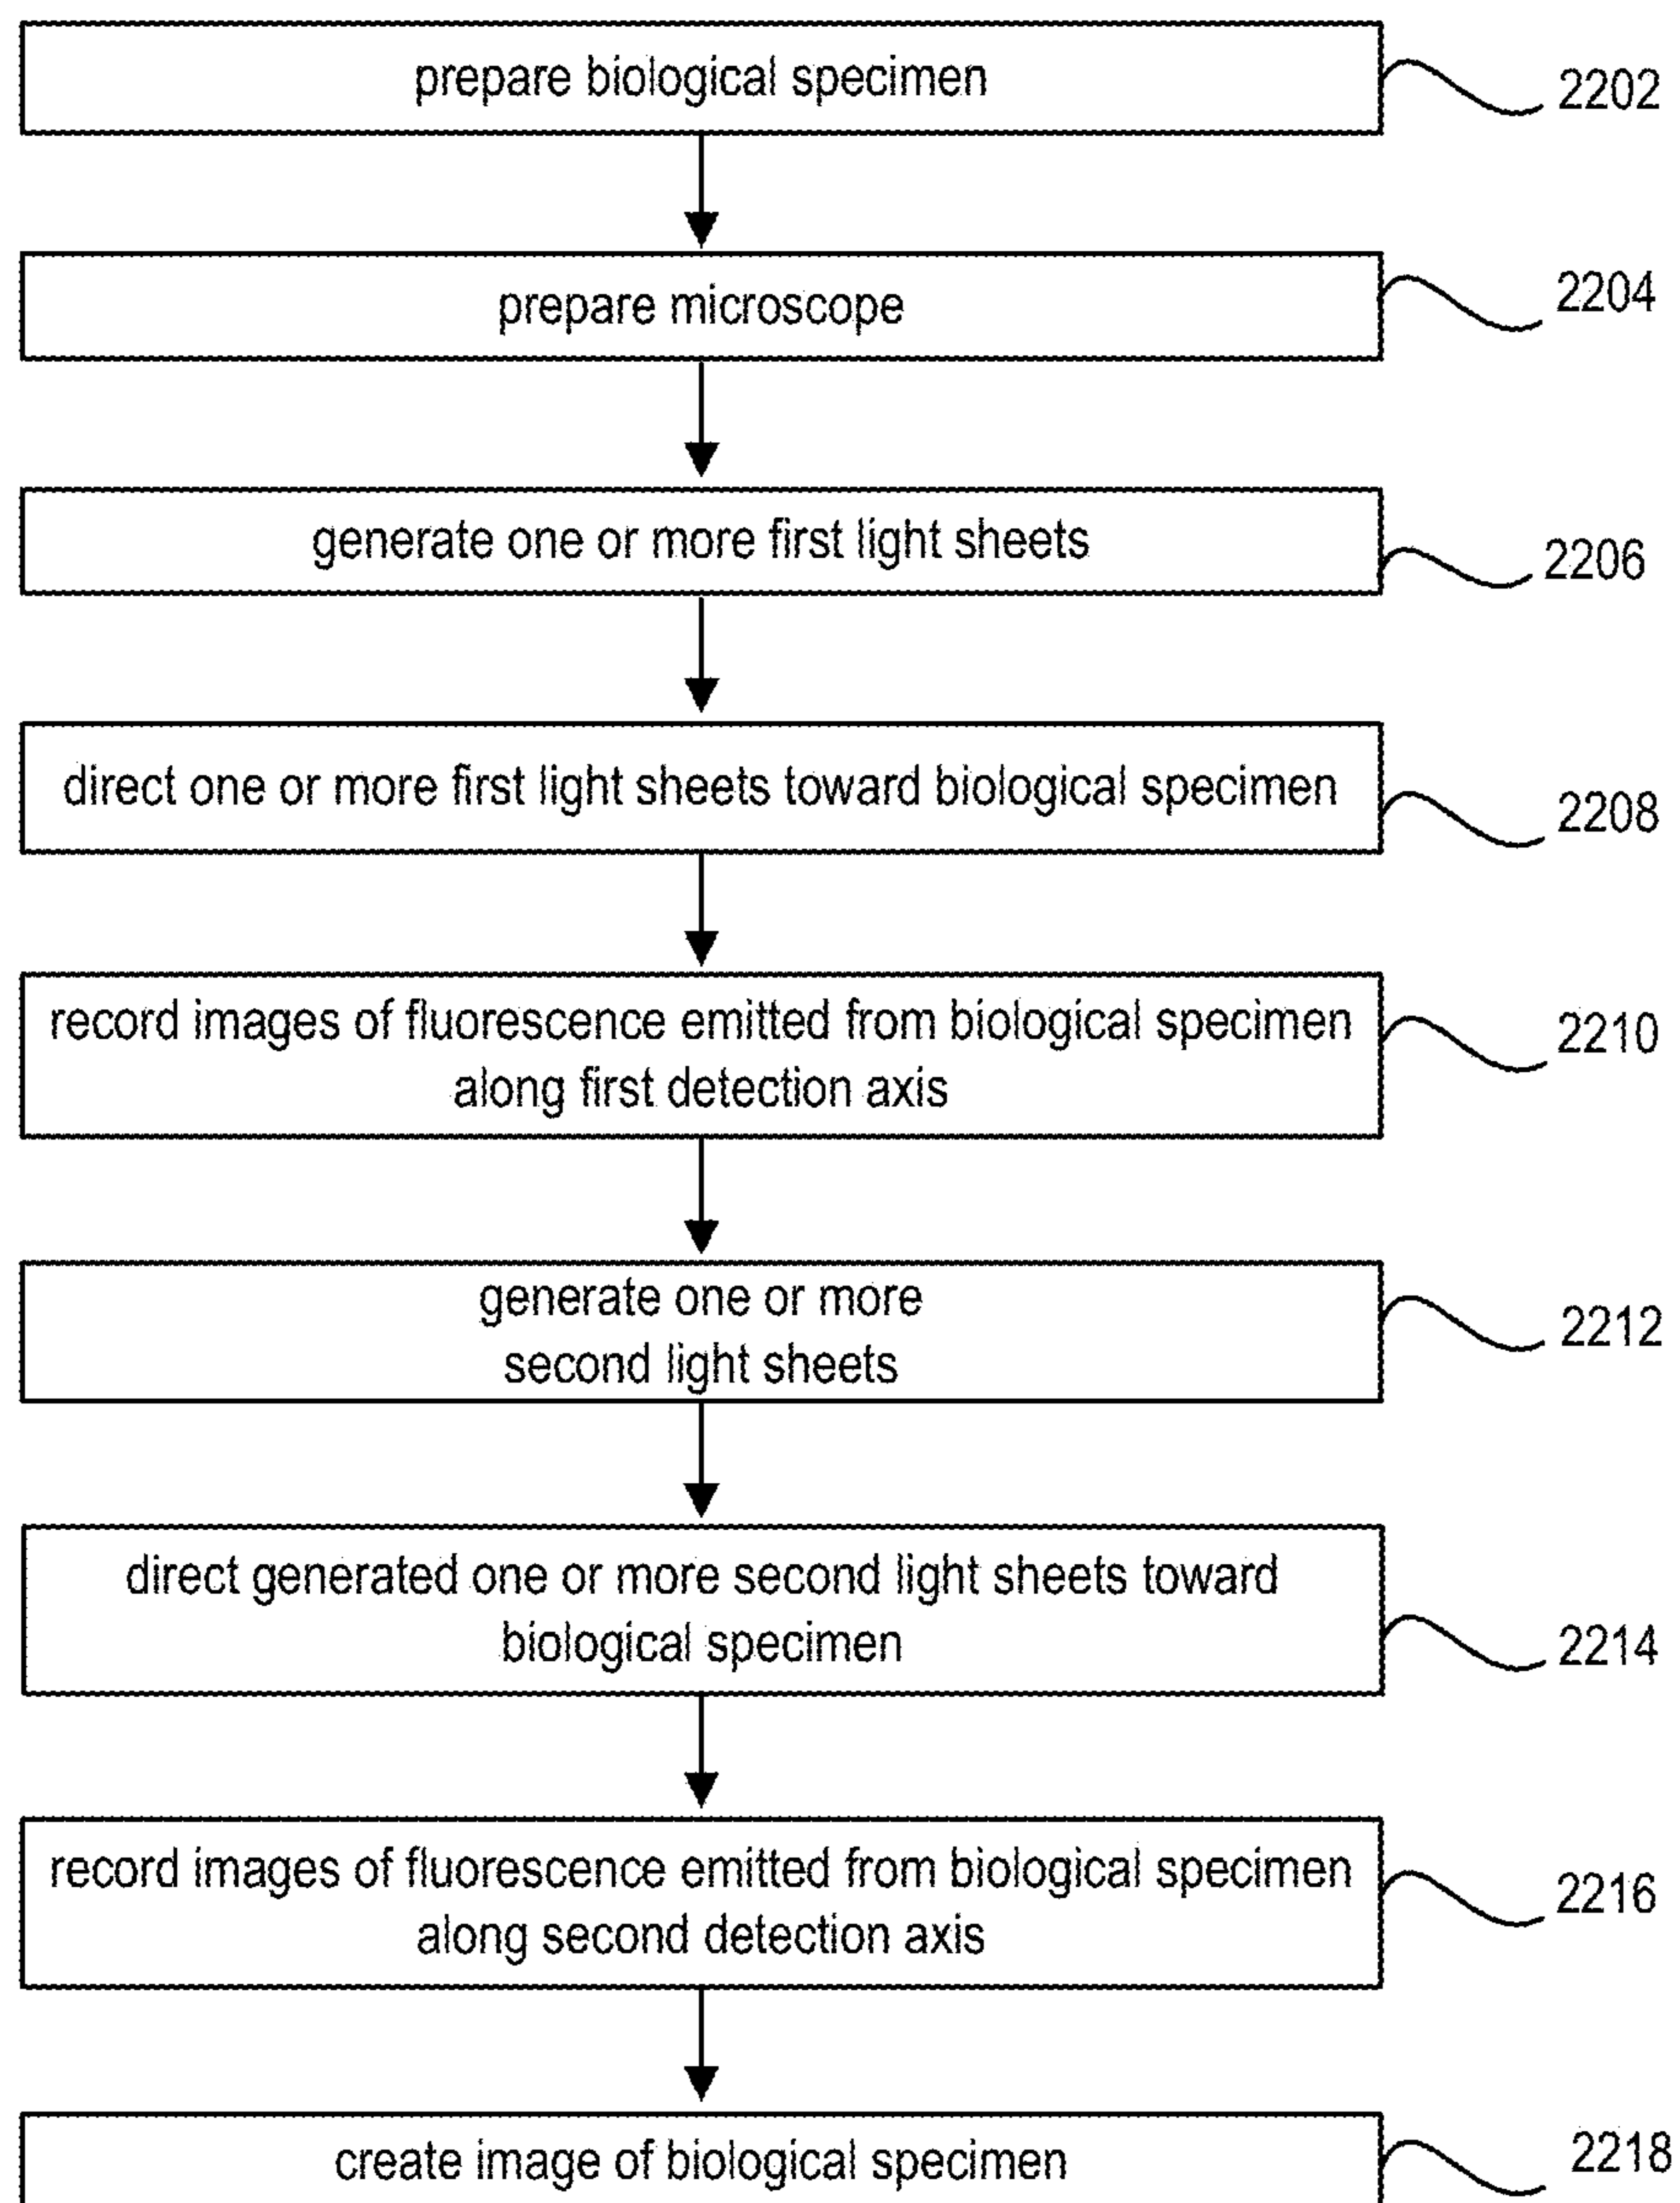 prepare biological specimen
2202
prepare microscope
2204
generate one or more first light sheets
2206
direct one or more first light sheets toward biological specimen
2208
record images of fluorescence emitted from biological specimen
along first detection axis
2210
generate one or more
second light sheets
2212
direct generated one or more second light sheets toward
biological specimen
2214
record images of fluorescence emitted from biological specimen
along second detection axis
2216
create image of biological specimen
2218